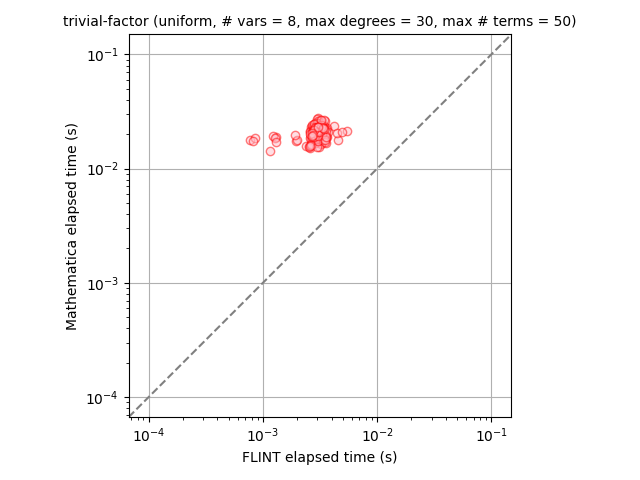 trivial-factor (uniform, # vars = 8, max degrees = 30, max # terms = 50)
Mathematica elapsed time (s)
10⁻¹
10⁻²
10⁻³
10⁻⁴
10⁻⁴ 10⁻³ 10⁻² 10⁻¹
FLINT elapsed time (s)